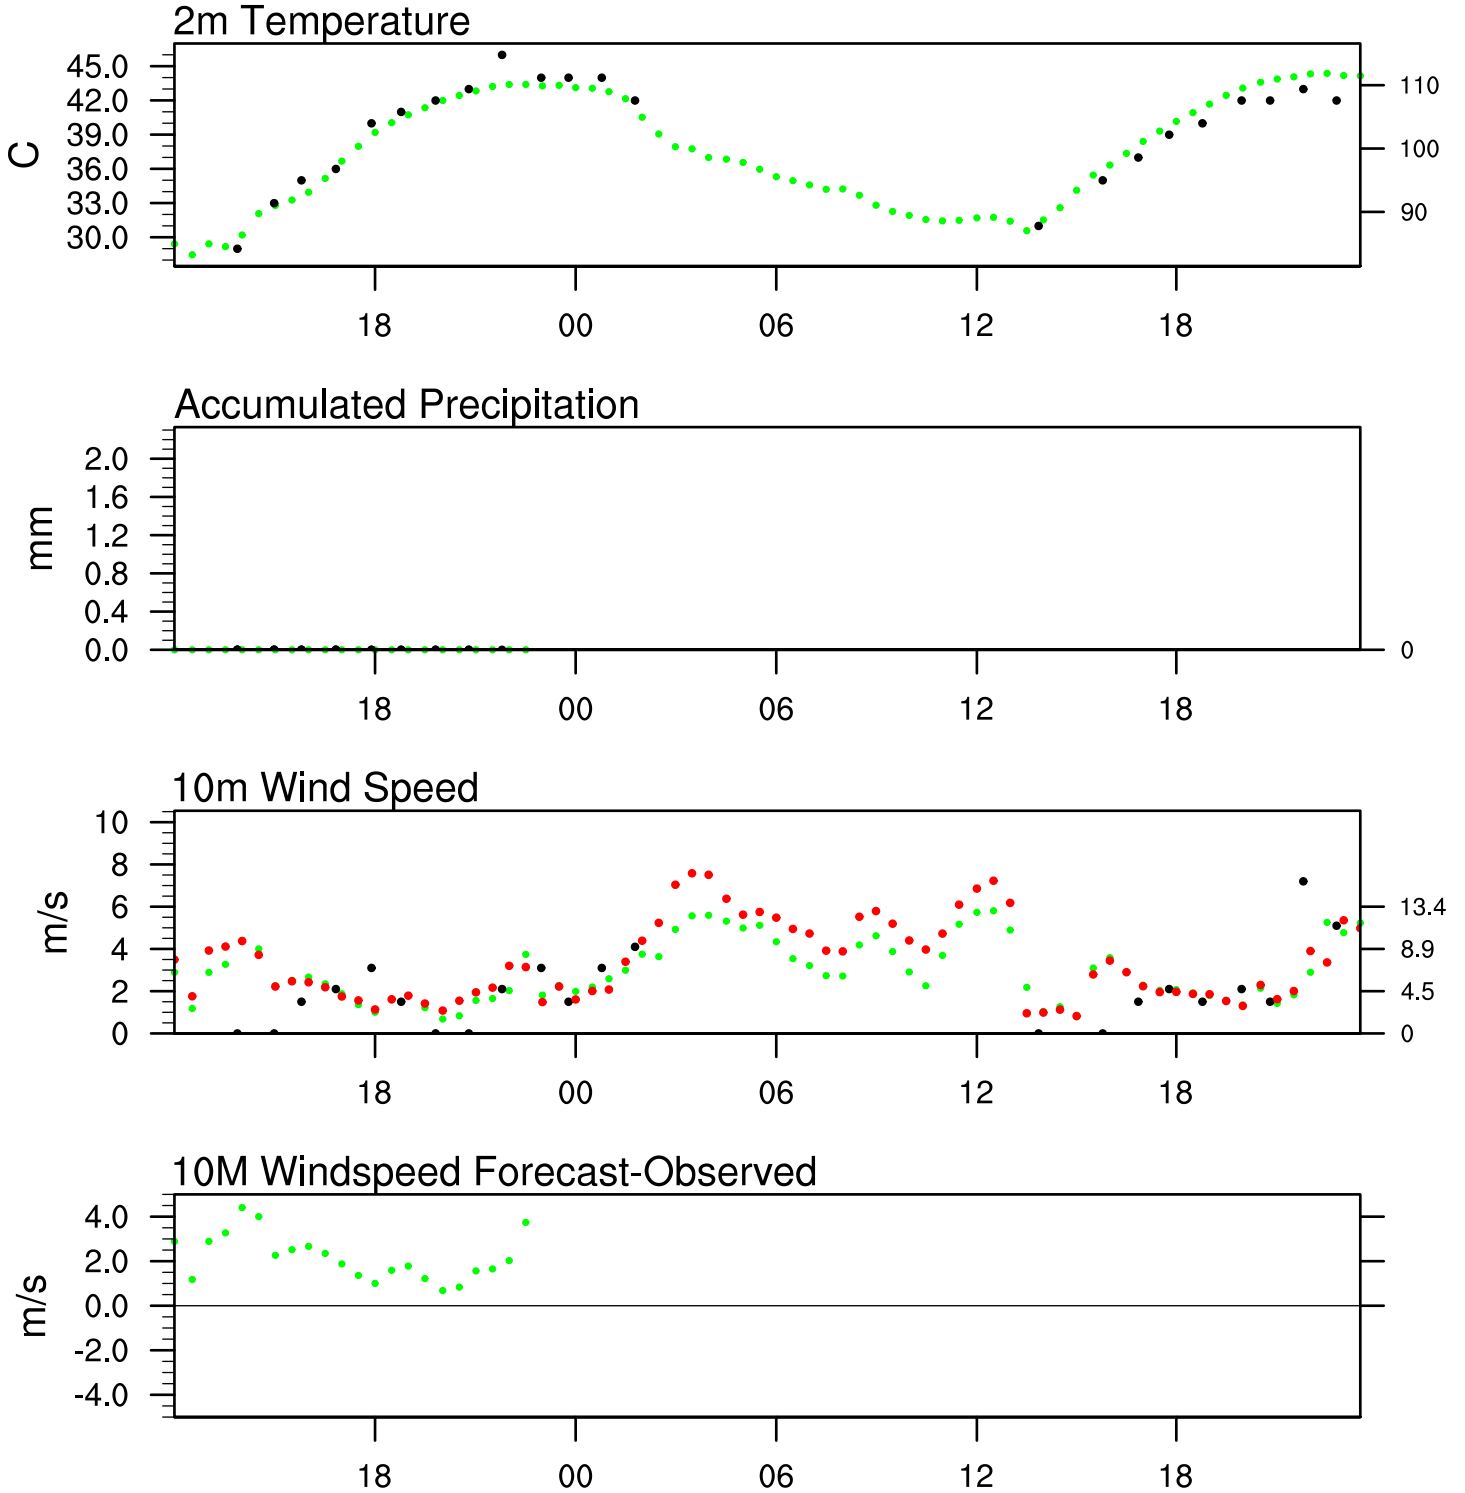 2m Temperature
45.0
42.0
39.0
36.0
33.0
30.0
C
110
100
90
18 00 06 12 18
Accumulated Precipitation
2.0
1.6
1.2
0.8
0.4
0.0
mm
0
18 00 06 12 18
10m Wind Speed
10
8
6
4
2
0
m/s
13.4
8.9
4.5
0
18 00 06 12 18
10M Windspeed Forecast-Observed
4.0
2.0
0.0
-2.0
-4.0
m/s
18 00 06 12 18